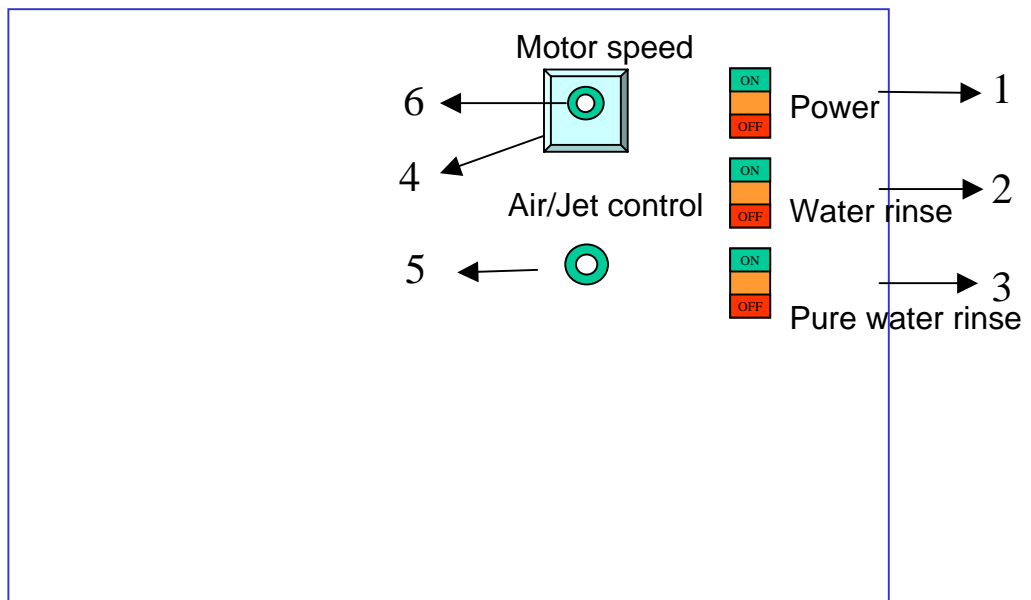 Motor speed
6
ON
OFF
Power
1
4
Air/Jet control
ON
OFF
Water rinse
2
5
ON
OFF
Pure water rinse
3